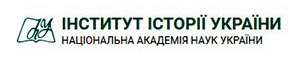 ІНСТИТУТ ІСТОРІЇ УКРАЇНИ
НАЦІОНАЛЬНА АКАДЕМІЯ НАУК УКРАЇНИ